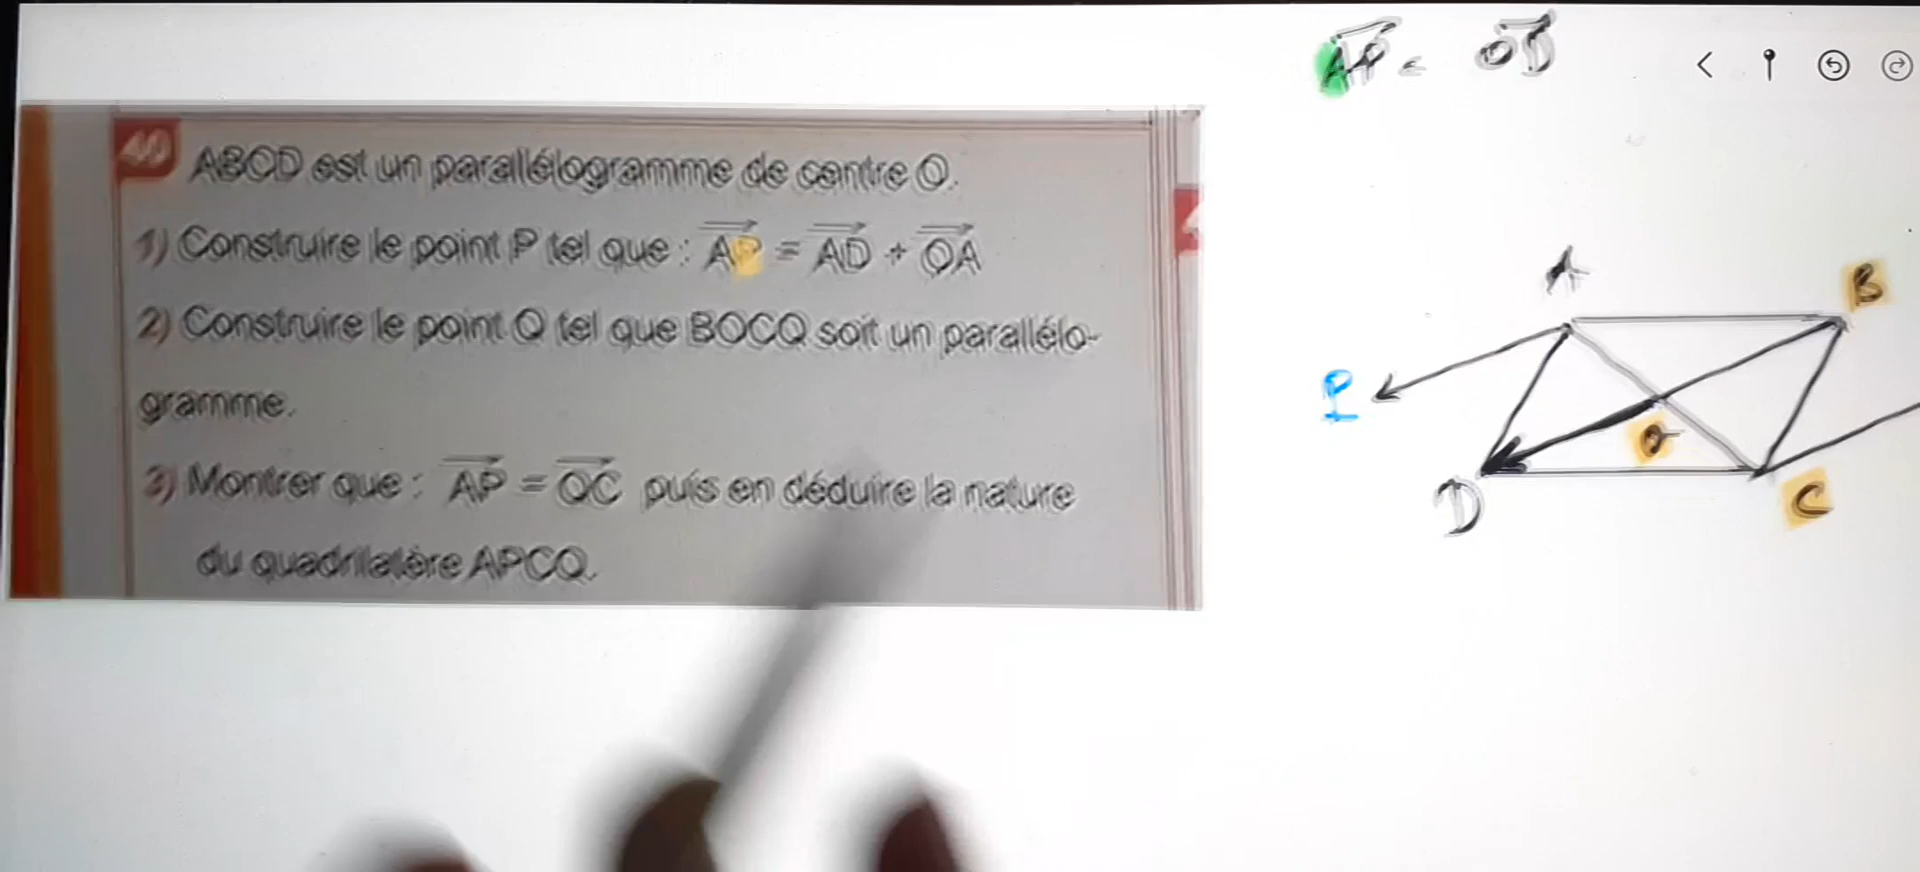 AP = OD
40 ABCD est un parallélogramme de centre O.
1) Construire le point P tel que : AP = AD + OA
2) Construire le point Q tel que BOCQ soit un parallélo-
gramme.
3) Montrer que : AP = QC puis en déduire la nature
du quadrilatère APCQ.
A
B
P
O
D
C